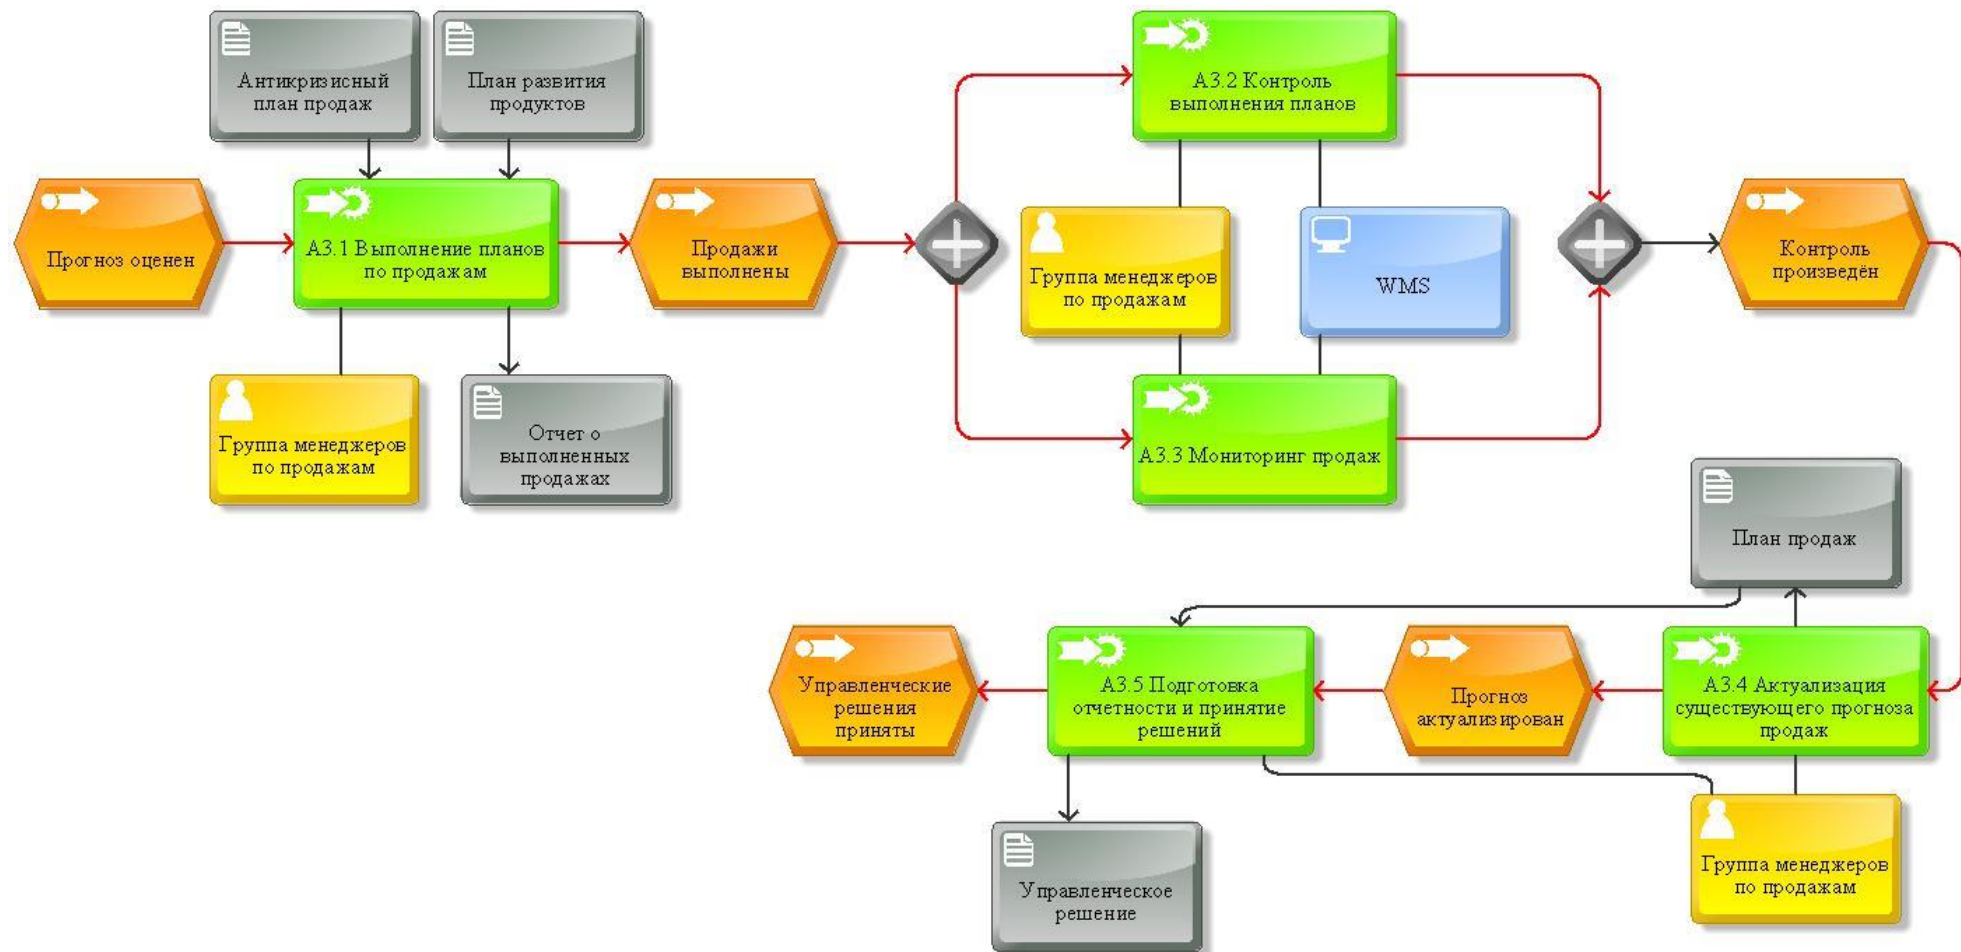 Антикризисный
план продаж
План развития
продуктов
А3.2 Контроль
выполнения планов
Прогноз оценен
А3.1 Выполнение планов
по продажам
Продажи
выполнены
Группа менеджеров
по продажам
WMS
Контроль
произведён
Группа менеджеров
по продажам
Отчет о
выполненных
продажах
А3.3 Мониторинг продаж
План продаж
Управленческие
решения
приняты
А3.5 Подготовка
отчетности и принятие
решений
Прогноз
актуализирован
А3.4 Актуализация
существующего прогноза
продаж
Управленческое
решение
Группа менеджеров
по продажам